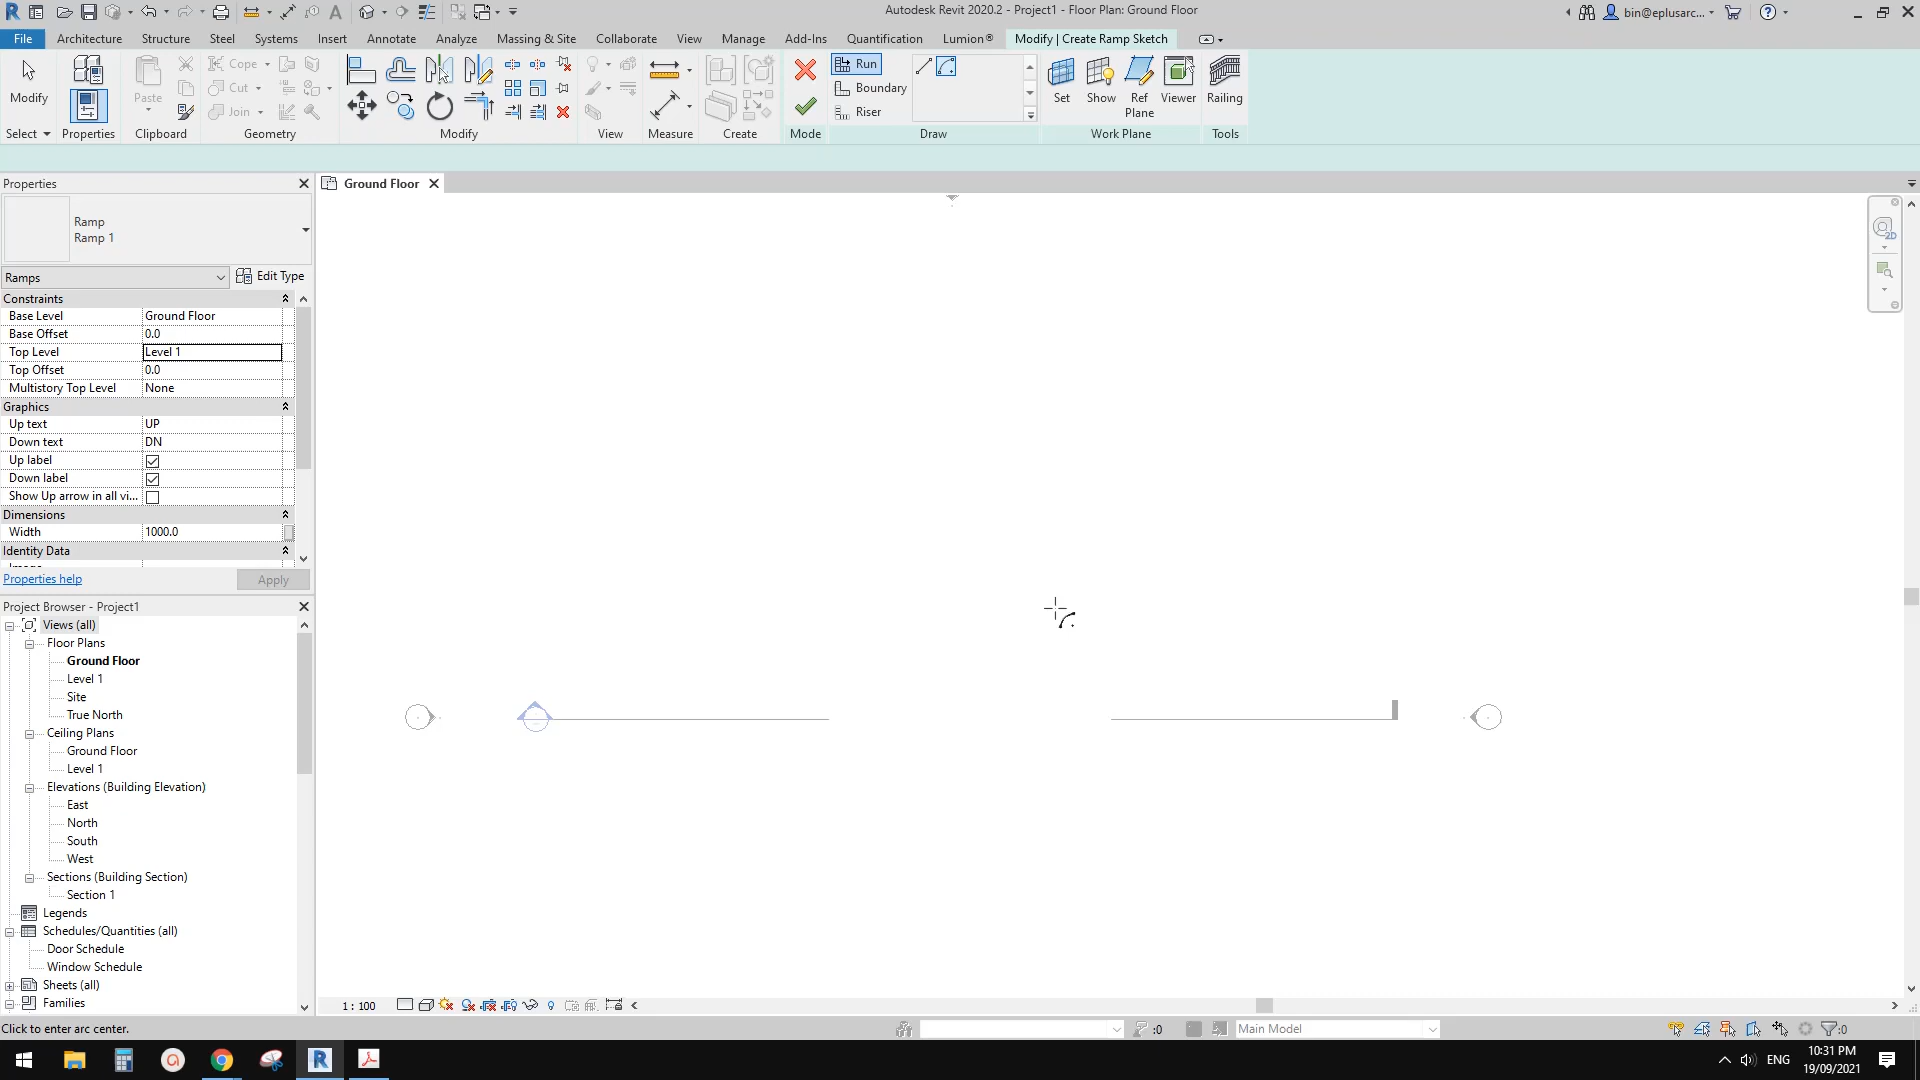 Autodesk Revit 2020.2 - Project1 - Floor Plan: Ground Floor
bin@eplusarc...
File Architecture Structure Steel Systems Insert Annotate Analyze Massing & Site Collaborate View Manage Add-Ins Quantification Lumion® Modify | Create Ramp Sketch
Modify
Paste
Cope
Cut
Join
Run
Boundary
Riser
Set Show Ref Plane Viewer Railing
Select Properties Clipboard Geometry Modify View Measure Create Mode Draw Work Plane Tools
Properties
Ground Floor
Ramp
Ramp 1
Ramps
Edit Type
Constraints
Base Level Ground Floor
Base Offset 0.0
Top Level Level 1
Top Offset 0.0
Multistory Top Level None
Graphics
Up text UP
Down text DN
Up label
Down label
Show Up arrow in all vi...
Dimensions
Width 1000.0
Identity Data
Properties help
Apply
Project Browser - Project1
Views (all)
Floor Plans
Ground Floor
Level 1
Site
True North
Ceiling Plans
Ground Floor
Level 1
Elevations (Building Elevation)
East
North
South
West
Sections (Building Section)
Section 1
Legends
Schedules/Quantities (all)
Door Schedule
Window Schedule
Sheets (all)
Families
2D
1 : 100
Click to enter arc center.
:0
Main Model
:0
ENG
10:31 PM
19/09/2021